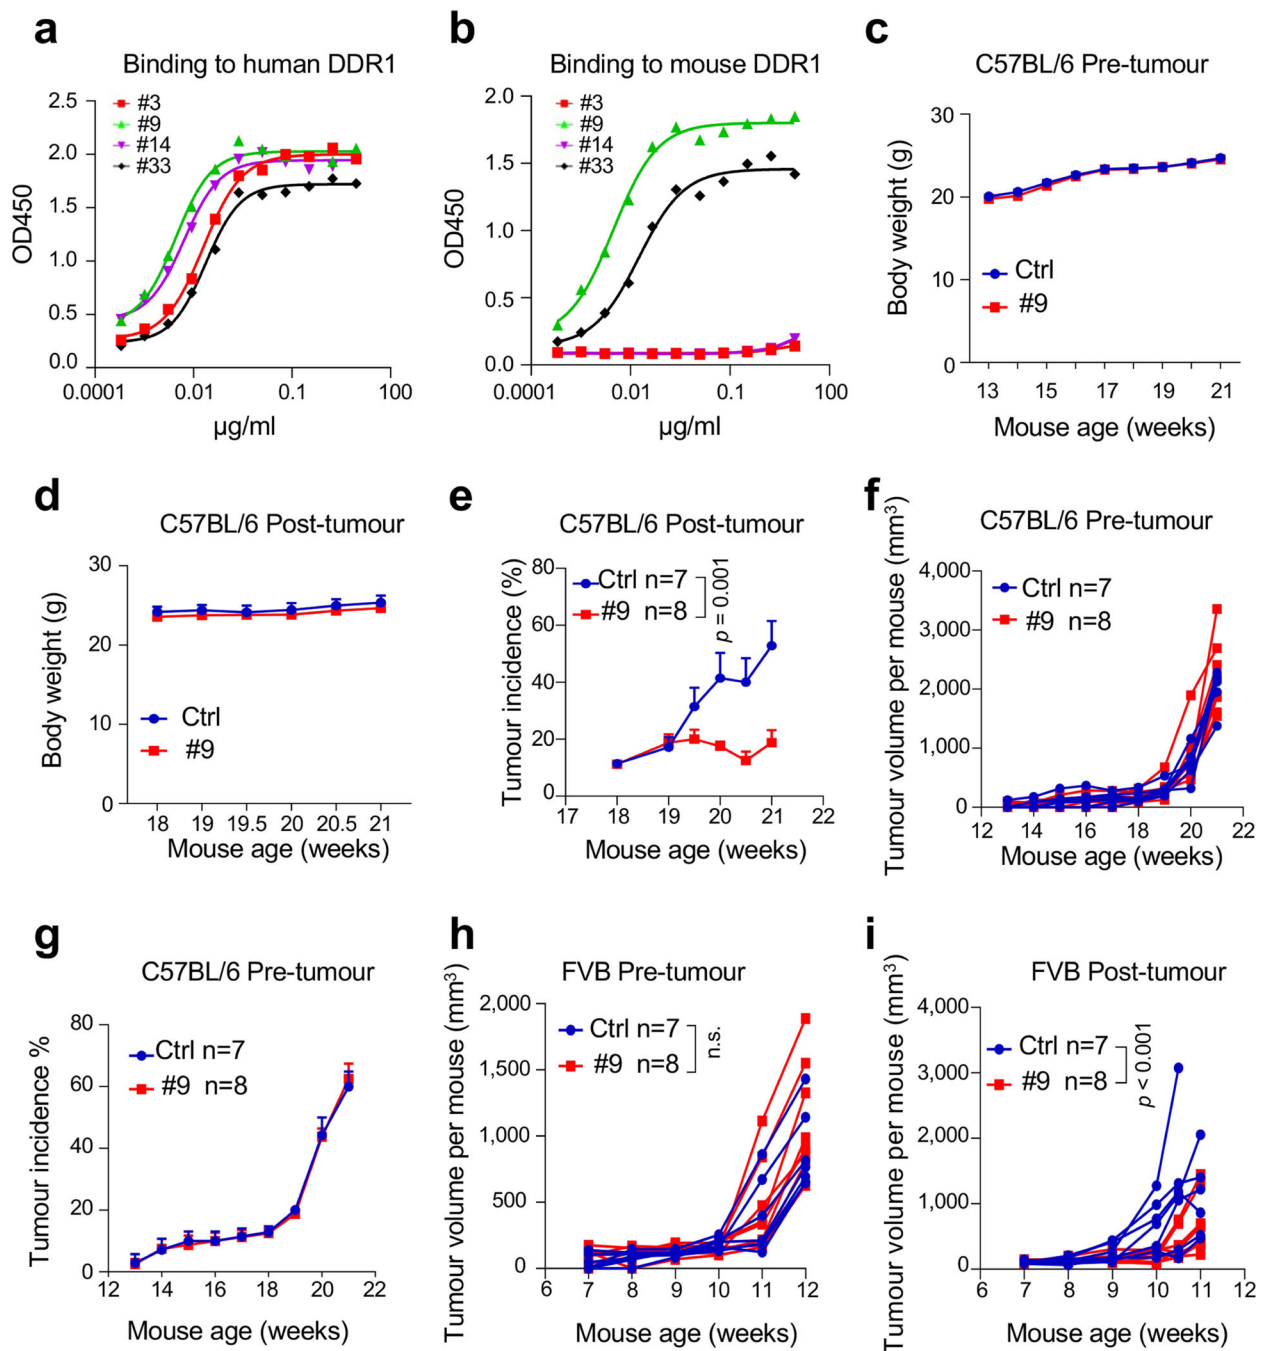 a
Binding to human DDR1
OD450
2.5
2.0
1.5
1.0
0.5
0.0
#3
#9
#14
#33
0.0001 0.01 0.1 100
µg/ml
b
Binding to mouse DDR1
OD450
2.0
1.5
1.0
0.5
0.0
#3
#9
#14
#33
0.0001 0.01 0.1 100
µg/ml
c
C57BL/6 Pre-tumour
Body weight (g)
30
20
10
0
Ctrl
#9
13 15 17 19 21
Mouse age (weeks)
d
C57BL/6 Post-tumour
Body weight (g)
30
20
10
0
Ctrl
#9
18 19 19.5 20 20.5 21
Mouse age (weeks)
e
C57BL/6 Post-tumour
Tumour incidence (%)
80
60
40
20
0
Ctrl n=7
#9 n=8
p = 0.001
17 18 19 20 21 22
Mouse age (weeks)
f
C57BL/6 Pre-tumour
Tumour volume per mouse (mm³)
4,000
3,000
2,000
1,000
0
Ctrl n=7
#9 n=8
12 14 16 18 20 22
Mouse age (weeks)
g
C57BL/6 Pre-tumour
Tumour incidence %
80
60
40
20
0
Ctrl n=7
#9 n=8
12 14 16 18 20 22
Mouse age (weeks)
h
FVB Pre-tumour
Tumour volume per mouse (mm³)
2,000
1,500
1,000
500
0
Ctrl n=7
#9 n=8
n.s.
6 7 8 9 10 11 12
Mouse age (weeks)
i
FVB Post-tumour
Tumour volume per mouse (mm³)
4,000
3,000
2,000
1,000
0
Ctrl n=7
#9 n=8
p < 0.001
6 7 8 9 10 11 12
Mouse age (weeks)